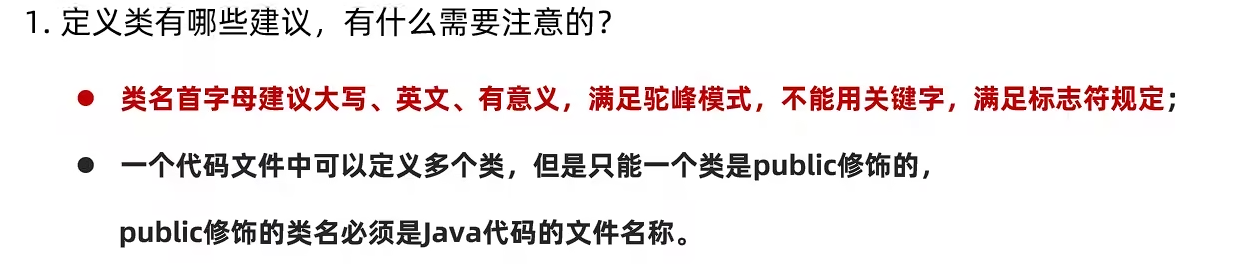 1. 定义类有哪些建议，有什么需要注意的？
● 类名首字母建议大写、英文、有意义，满足驼峰模式，不能用关键字，满足标志符规定；
● 一个代码文件中可以定义多个类，但是只能一个类是public修饰的，
public修饰的类名必须是Java代码的文件名称。